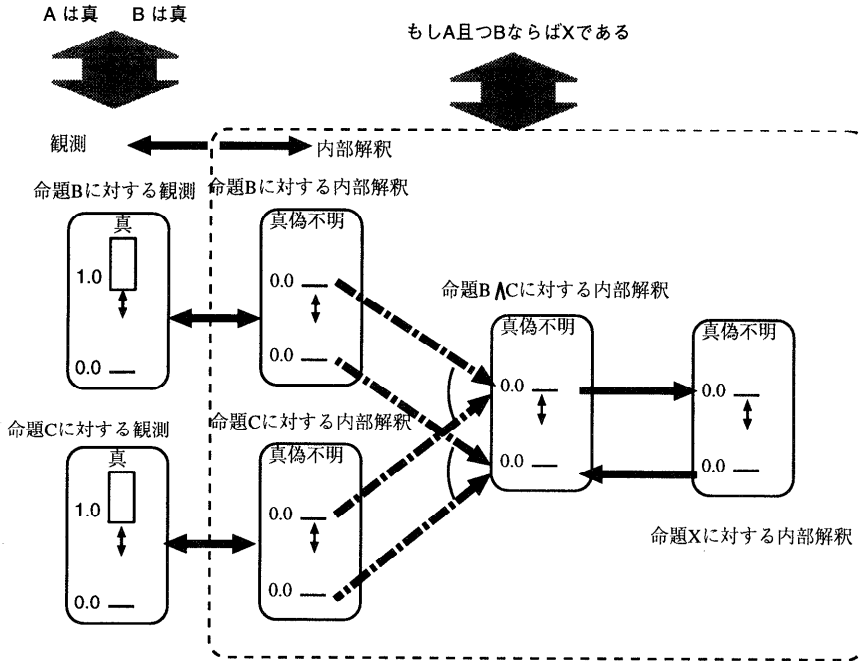 Aは真 Bは真
もしA且つBならばXである
観測
内部解釈
命題Bに対する観測
命題Bに対する内部解釈
真
1.0
0.0
真偽不明
0.0
0.0
命題B∧Cに対する内部解釈
真偽不明
0.0
0.0
真偽不明
0.0
0.0
命題Xに対する内部解釈
命題Cに対する観測
命題Cに対する内部解釈
真
1.0
0.0
真偽不明
0.0
0.0